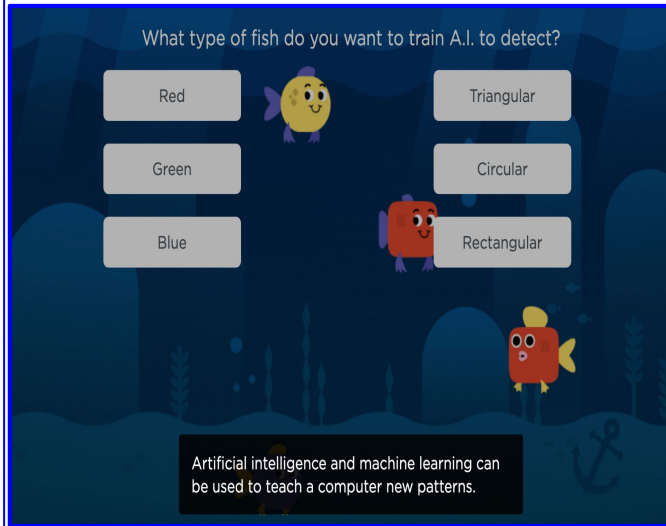 What type of fish do you want to train A.I. to detect?
Red
Triangular
Green
Circular
Blue
Rectangular
Artificial intelligence and machine learning can
be used to teach a computer new patterns.